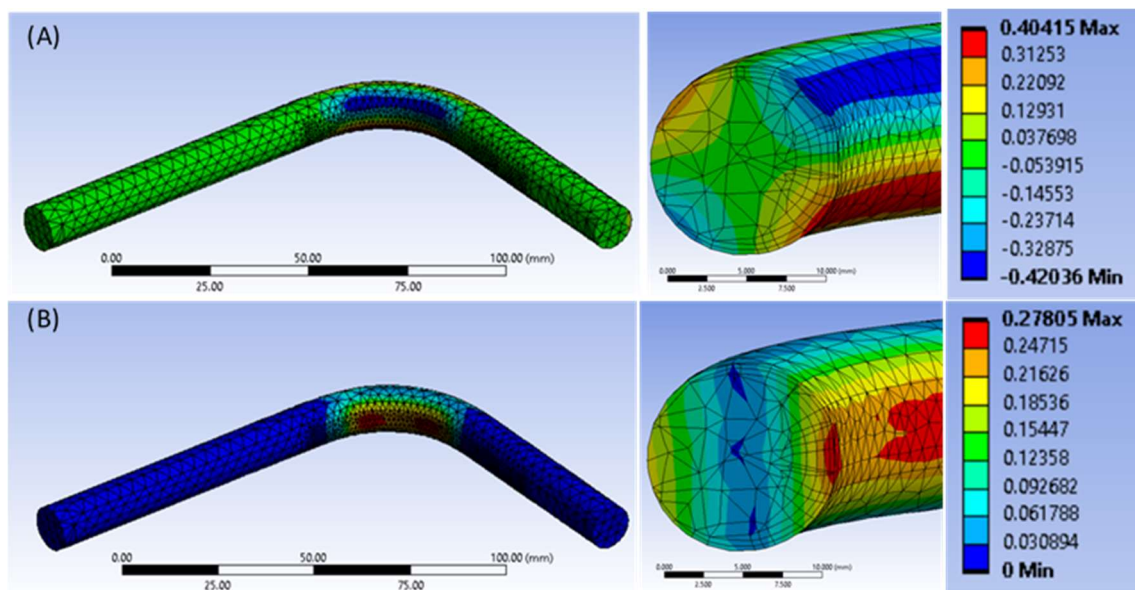 (A)
0.00 50.00 100.00 (mm)
25.00 75.00
0.000 5.000 10.000 (mm)
2.500 7.500
0.40415 Max
0.31253
0.22092
0.12931
0.037698
-0.053915
-0.14553
-0.23714
-0.32875
-0.42036 Min
(B)
0.00 50.00 100.00 (mm)
25.00 75.00
0.000 5.000 10.000 (mm)
2.500 7.500
0.27805 Max
0.24715
0.21626
0.18536
0.15447
0.12358
0.092682
0.061788
0.030894
0 Min